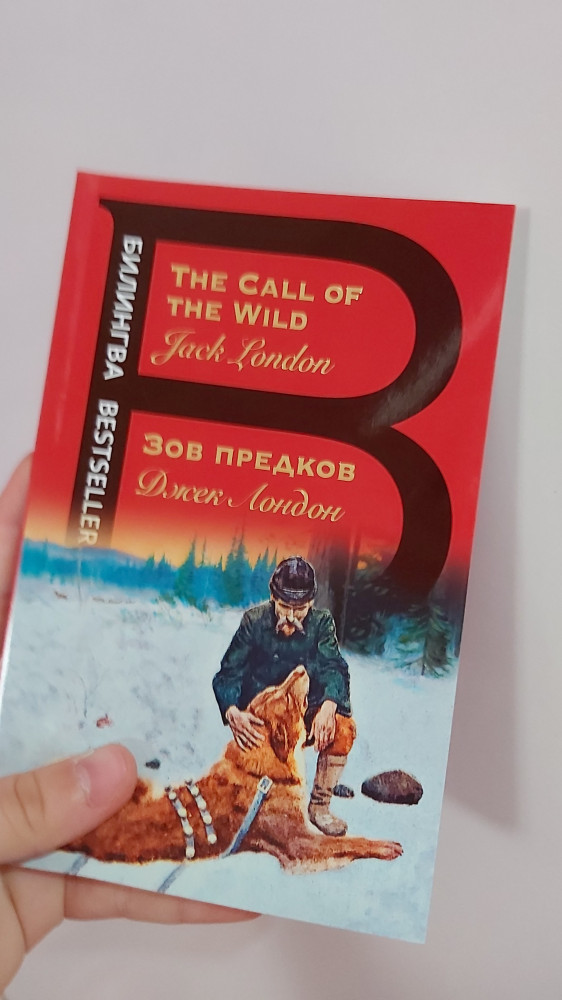 БИЛИНГВА BESTSELLER
THE CALL OF
THE WILD
Jack London
ЗОВ ПРЕДКОВ
Джек Лондон